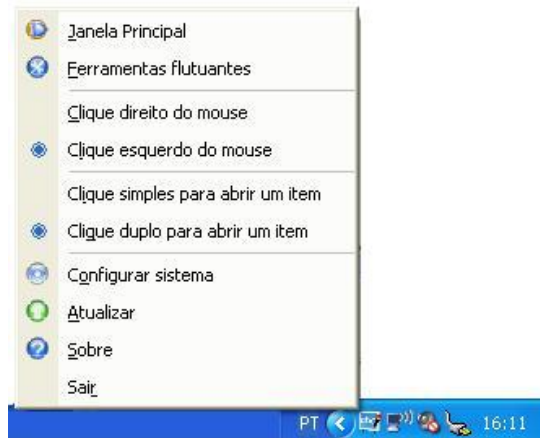 Janela Principal
Ferramentas flutuantes
Clique direito do mouse
Clique esquerdo do mouse
Clique simples para abrir um item
Clique duplo para abrir um item
Configurar sistema
Atualizar
Sobre
Sair
PT 16:11